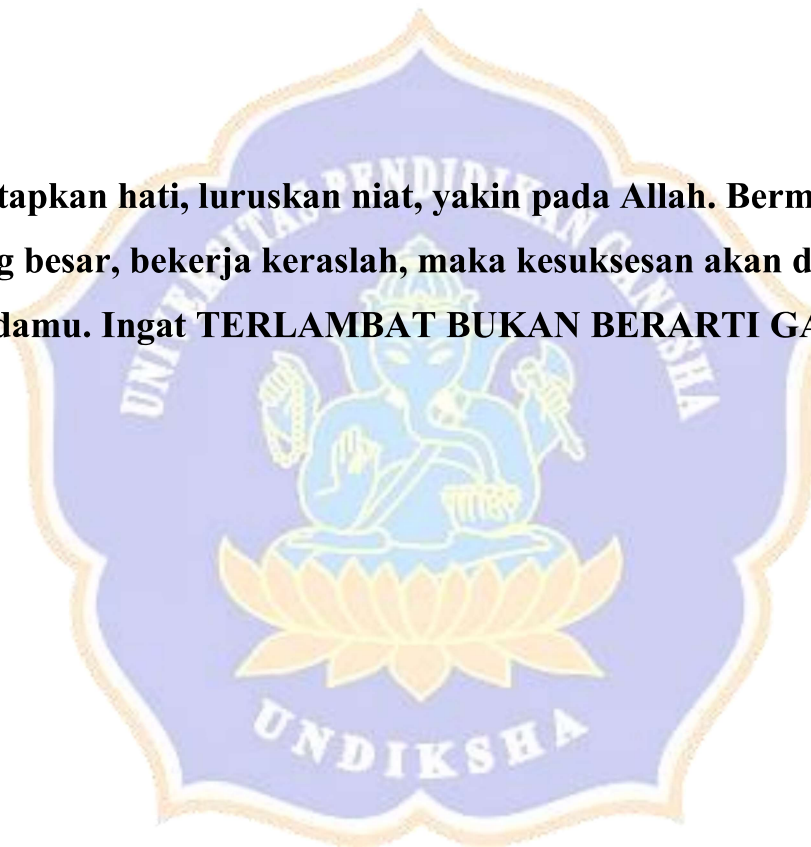 UNIVERSITAS PENDIDIKAN GANESHA
tapkan hati, luruskan niat, yakin pada Allah. Berm
g besar, bekerja keraslah, maka kesuksesan akan d
damu. Ingat TERLAMBAT BUKAN BERARTI GA
UNDIKSHA